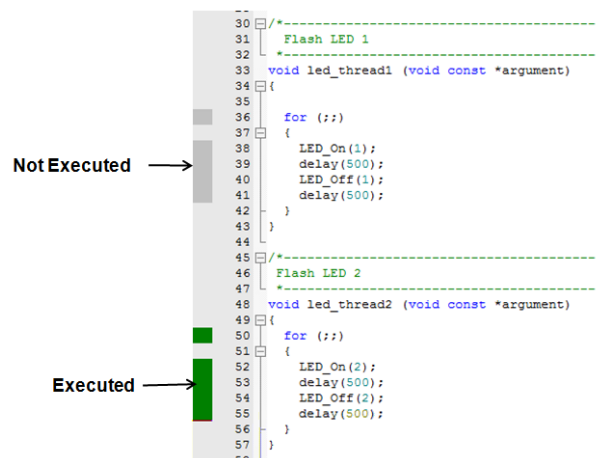 30 /*----------------------------------------
31 Flash LED 1
32 *----------------------------------------
33 void led_thread1 (void const *argument)
34 {
35
36 for (;;)
37 {
38 LED_On(1);
39 delay(500);
40 LED_Off(1);
41 delay(500);
42 }
43 }
44
45 /*----------------------------------------
46 Flash LED 2
47 *----------------------------------------
48 void led_thread2 (void const *argument)
49 {
50 for (;;)
51 {
52 LED_On(2);
53 delay(500);
54 LED_Off(2);
55 delay(500);
56 }
57 }
Not Executed
Executed